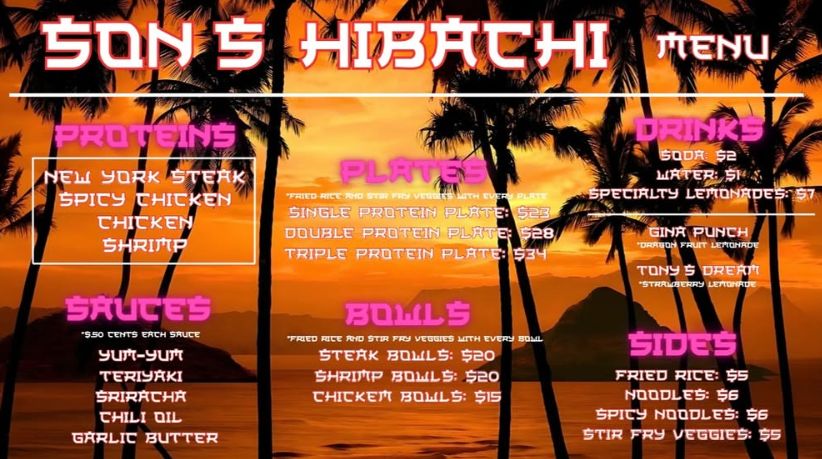 SON'S HIBACHI MENU
PROTEINS
NEW YORK STEAK
SPICY CHICKEN
CHICKEN
SHRIMP
SAUCES
*$.50 CENTS EACH SAUCE
YUM-YUM
TERIYAKI
SRIRACHA
CHILI OIL
GARLIC BUTTER
PLATES
*FRIED RICE AND STIR FRY VEGGIES WITH EVERY PLATE
SINGLE PROTEIN PLATE: $23
DOUBLE PROTEIN PLATE: $28
TRIPLE PROTEIN PLATE: $34
BOWLS
*FRIED RICE AND STIR FRY VEGGIES WITH EVERY BOWL
STEAK BOWLS: $20
SHRIMP BOWLS: $20
CHICKEM BOWLS: $15
DRINKS
SODA: $2
WATER: $1
SPECIALTY LEMONADES: $7
GINA PUNCH
*DRAGON FRUIT LEMONADE
TONY'S DREAM
*STRAWBERRY LEMONADE
SIDES
FRIED RICE: $5
NOODLES: $6
SPICY NOODLES: $6
STIR FRY VEGGIES: $5